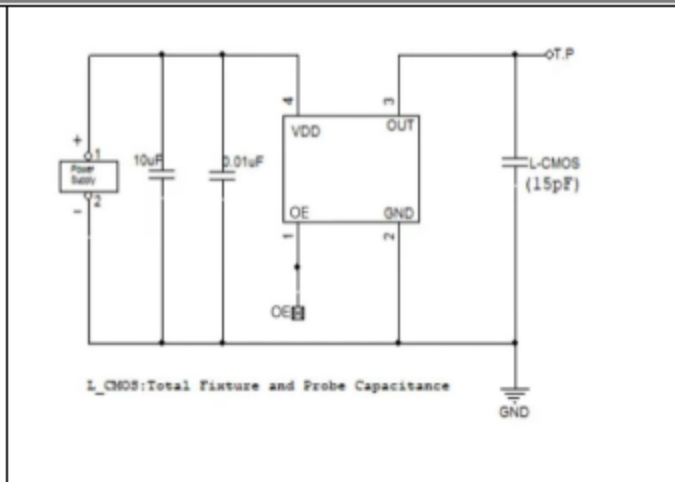 T.P
4
3
VDD
OUT
+
1
Power
Supply
10uF
0.01uF
L-CMOS
(15pF)
2
-
OE
GND
1
2
OE
L_CMOS:Total Fixture and Probe Capacitance
GND